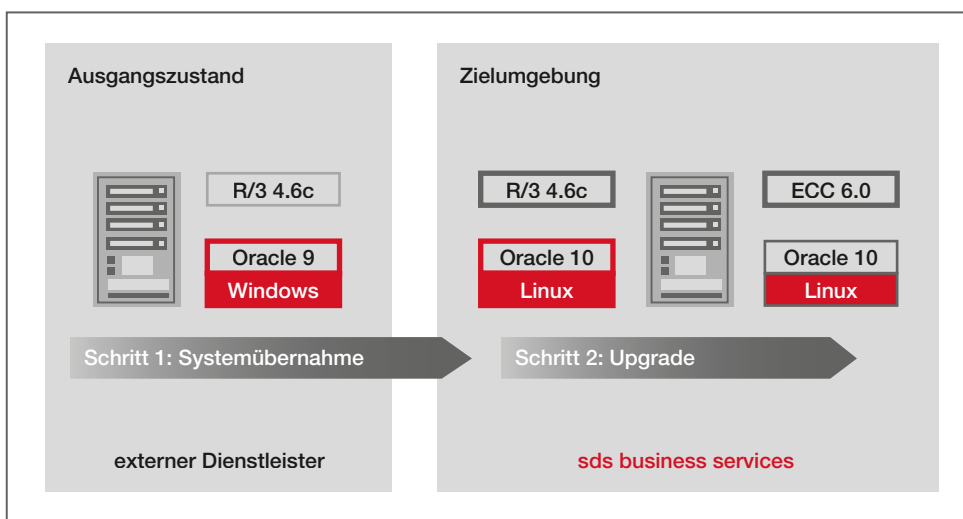 Ausgangszustand
R/3 4.6c
Oracle 9
Windows
Schritt 1: Systemübernahme
externer Dienstleister
Zielumgebung
R/3 4.6c
Oracle 10
Linux
ECC 6.0
Oracle 10
Linux
Schritt 2: Upgrade
sds business services